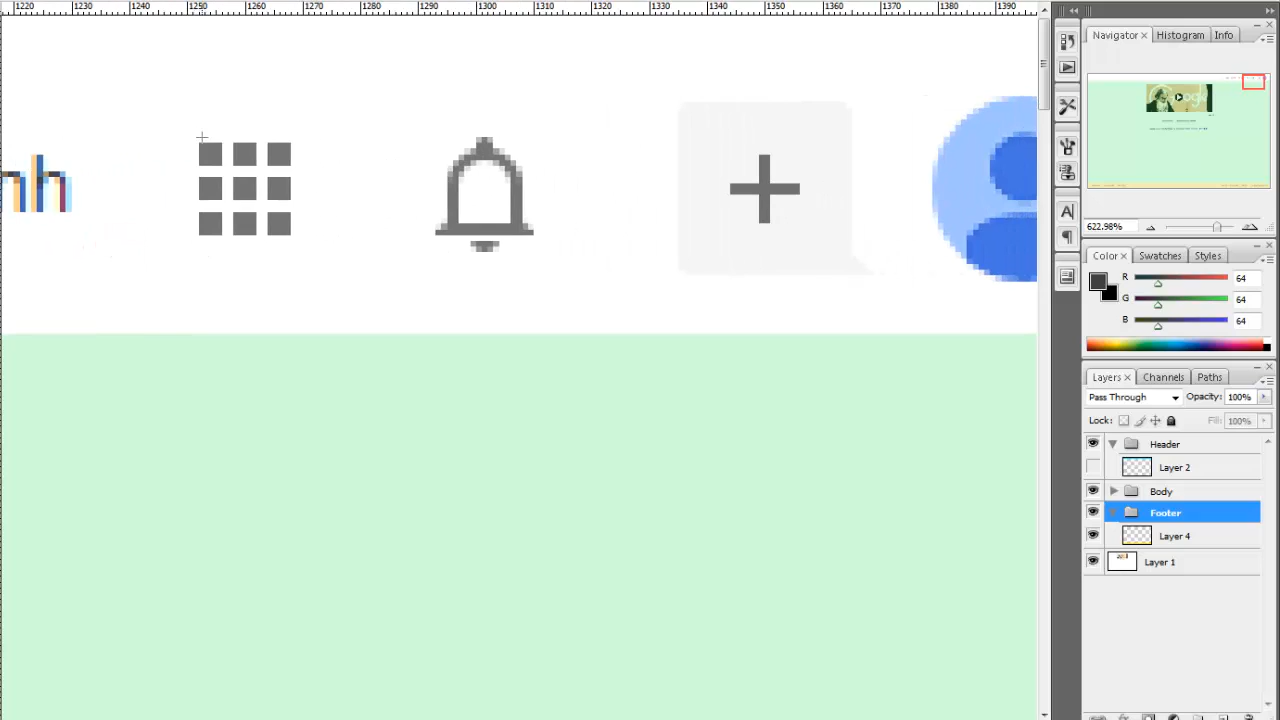 1220 1230 1240 1250 1260 1270 1280 1290 1300 1310 1320 1330 1340 1350 1360 1370 1380 1390
Navigator × Histogram Info
nh
622.98%
Color × Swatches Styles
R 64
G 64
B 64
Layers × Channels Paths
Pass Through Opacity: 100%
Lock: Fill: 100%
Header
Layer 2
Body
Footer
Layer 4
Layer 1